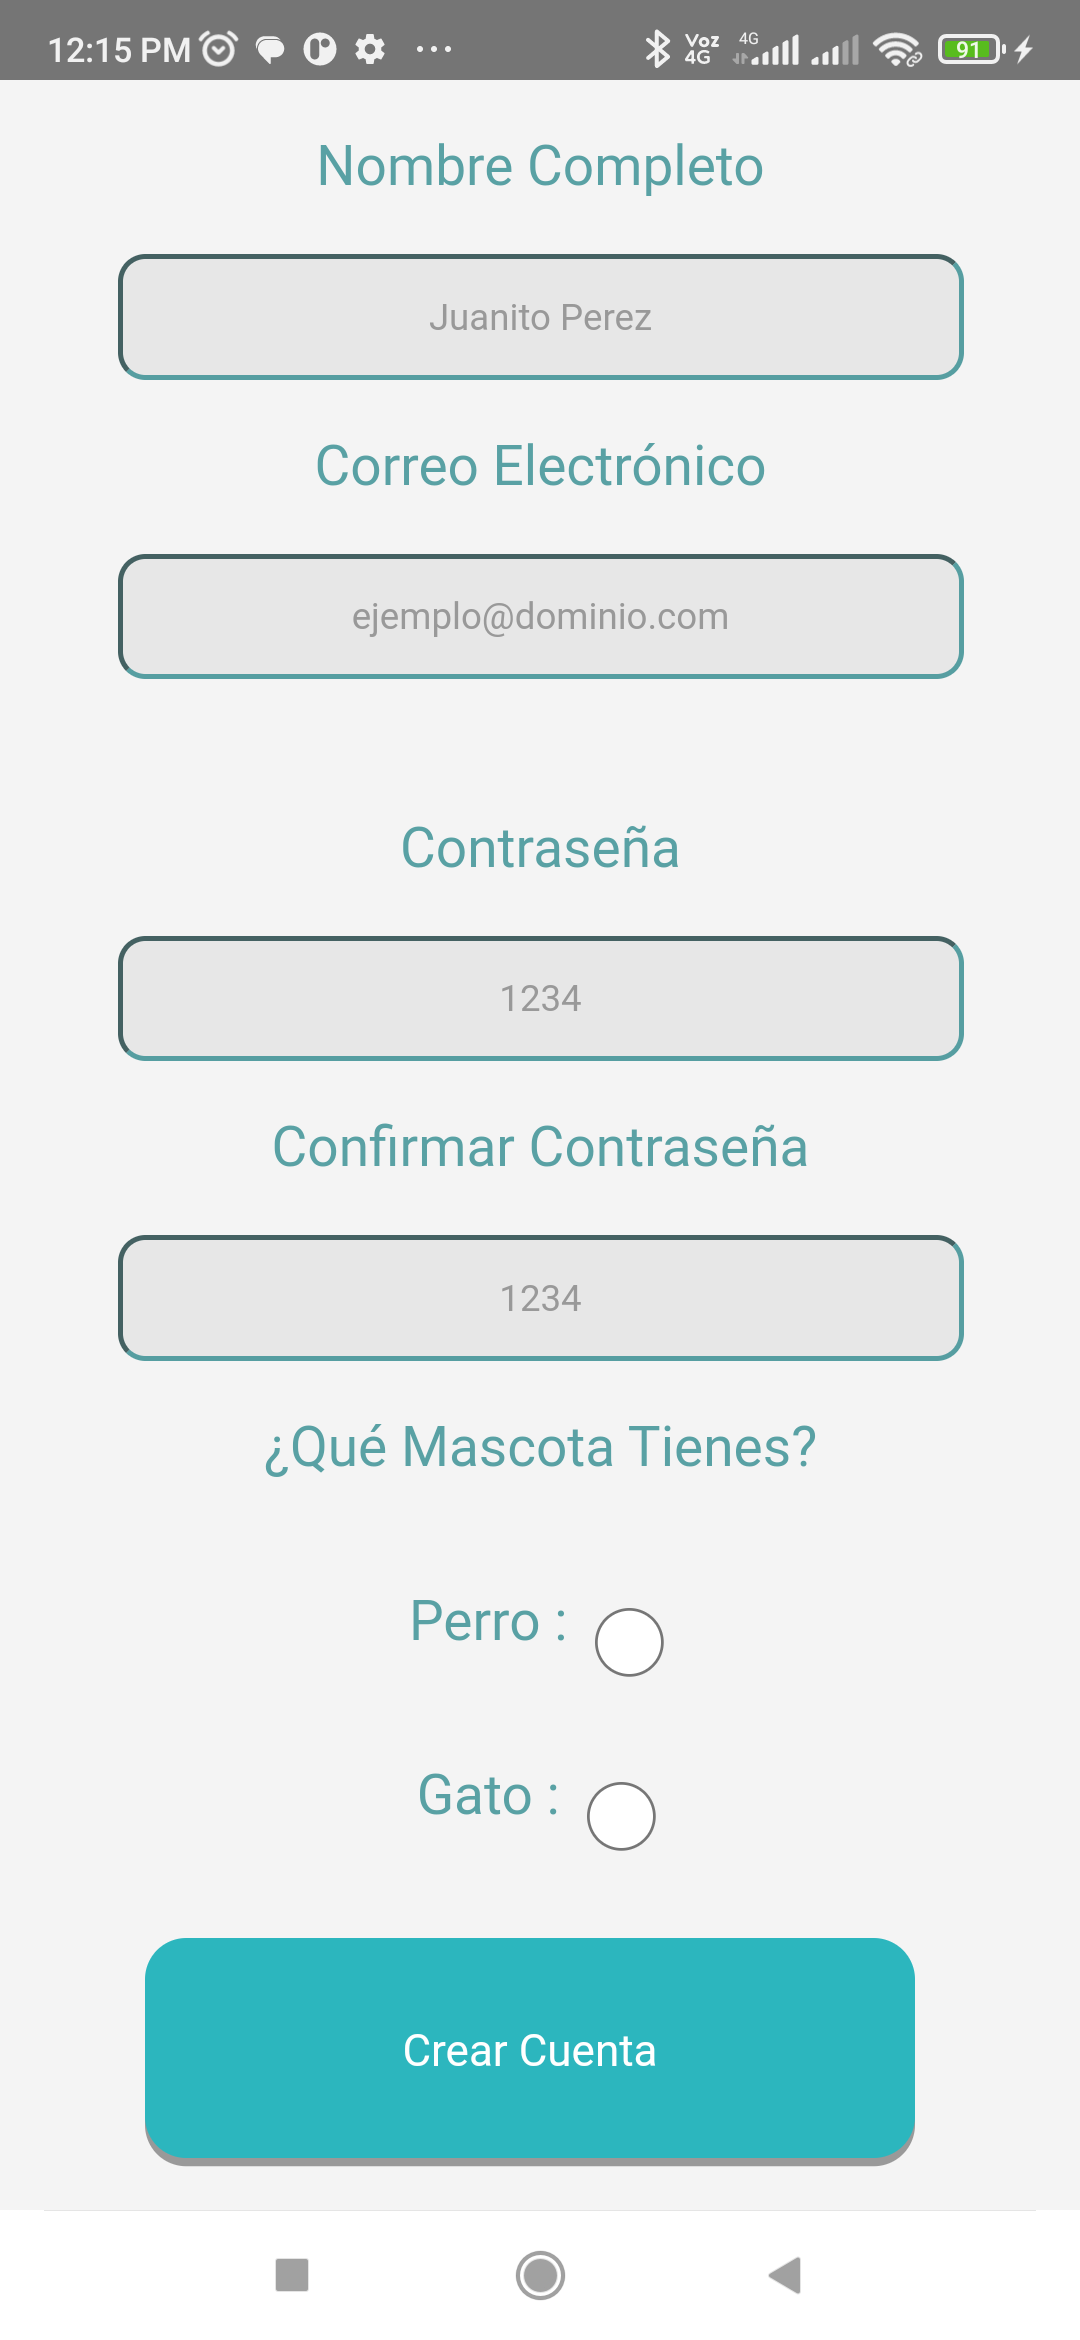 12:15 PM
Voz 4G
4G
91
Nombre Completo
Juanito Perez
Correo Electrónico
ejemplo@dominio.com
Contraseña
1234
Confirmar Contraseña
1234
¿Qué Mascota Tienes?
Perro :
Gato :
Crear Cuenta